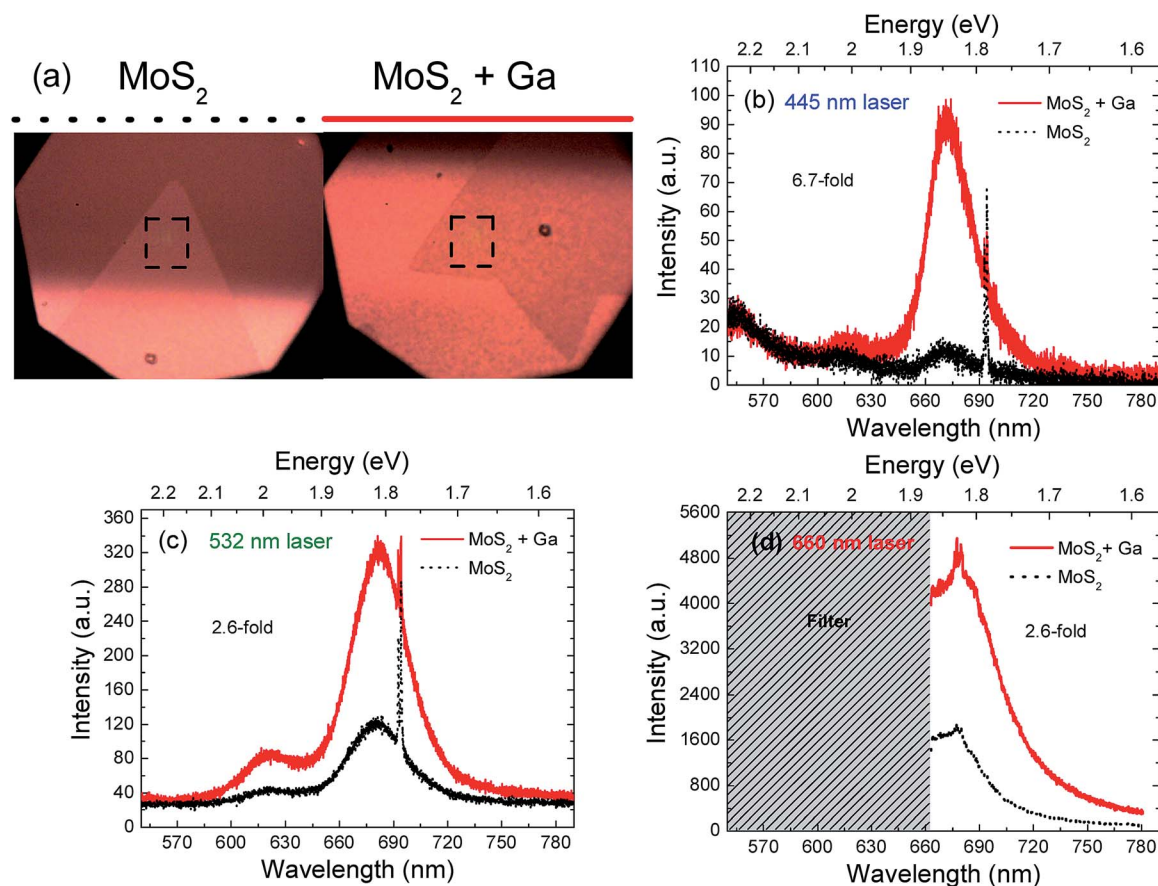 (a) MoS2 MoS2 + Ga
Energy (eV)
2.2 2.1 2 1.9 1.8 1.7 1.6
(b) 445 nm laser
MoS2 + Ga
MoS2
6.7-fold
Intensity (a.u.)
110
100
90
80
70
60
50
40
30
20
10
0
570 600 630 660 690 720 750 780
Wavelength (nm)
Energy (eV)
2.2 2.1 2 1.9 1.8 1.7 1.6
(c) 532 nm laser
MoS2 + Ga
MoS2
2.6-fold
Intensity (a.u.)
360
320
280
240
200
160
120
80
40
0
570 600 630 660 690 720 750 780
Wavelength (nm)
Energy (eV)
2.2 2.1 2 1.9 1.8 1.7 1.6
(d) 660 nm laser
MoS2 + Ga
MoS2
Filter
2.6-fold
Intensity (a.u.)
5600
4800
4000
3200
2400
1600
800
0
570 600 630 660 690 720 750 780
Wavelength (nm)